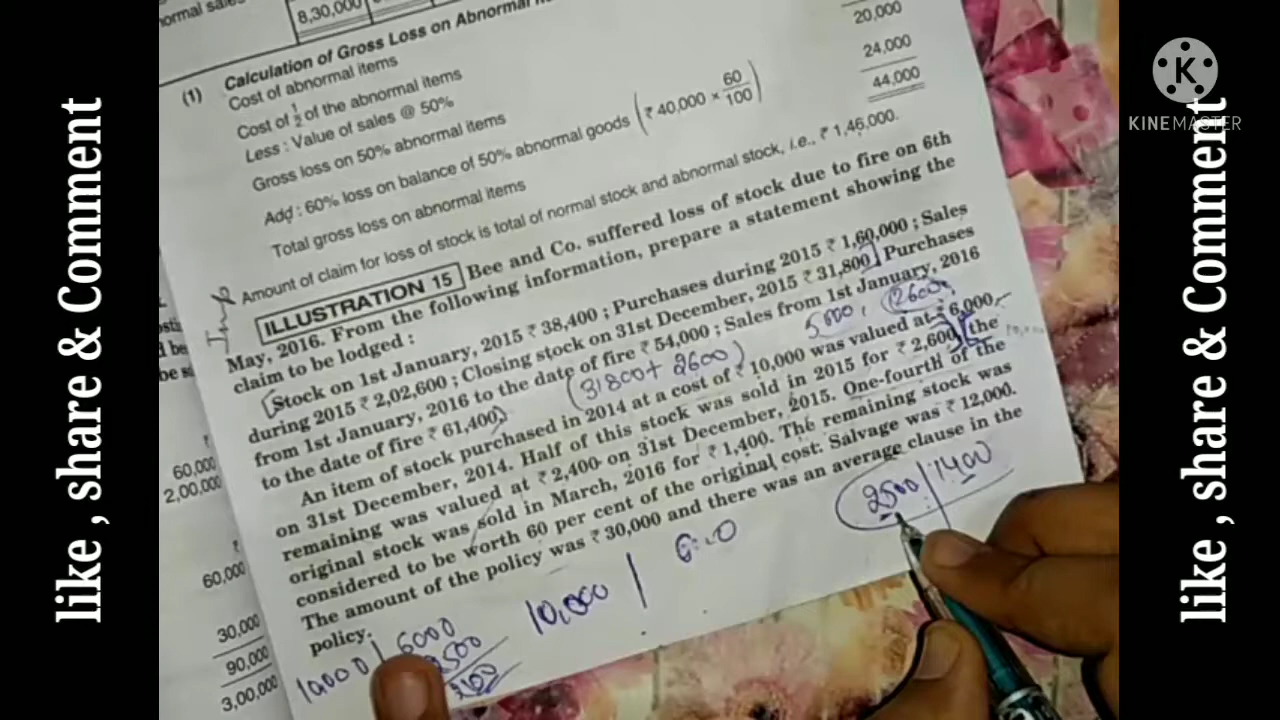 like , share & Comment
normal sales
8,30,000
Calculation of Gross Loss on Abnormal
(1) Cost of abnormal items
Cost of 1/2 of the abnormal items
Less : Value of sales @ 50%
Gross loss on 50% abnormal items
20,000
Add : 60% loss on balance of 50% abnormal goods (₹ 40,000 × 60/100)
24,000
Total gross loss on abnormal items
44,000
Amount of claim for loss of stock is total of normal stock and abnormal stock, i.e., ₹ 1,46,000.
Imp
ILLUSTRATION 15 Bee and Co. suffered loss of stock due to fire on 6th
May, 2016. From the following information, prepare a statement showing the
claim to be lodged :
Stock on 1st January, 2015 ₹ 38,400 ; Purchases during 2015 ₹ 1,60,000 ; Sales
during 2015 ₹ 2,02,600 ; Closing stock on 31st December, 2015 ₹ 31,800 ; Purchases
from 1st January, 2016 to the date of fire ₹ 54,000 ; Sales from 1st January, 2016
to the date of fire ₹ 61,400.
(31800+2600)
5000, 2600
An item of stock purchased in 2014 at a cost of ₹ 10,000 was valued at ₹ 6,000
on 31st December, 2014. Half of this stock was sold in 2015 for ₹ 2,600, the
remaining was valued at ₹ 2,400 on 31st December, 2015. One-fourth of the
original stock was sold in March, 2016 for ₹ 1,400. The remaining stock was
considered to be worth 60 per cent of the original cost. Salvage was ₹ 12,000.
The amount of the policy was ₹ 30,000 and there was an average clause in the
policy.
2500 1400
10,000
10000 6000
60,000
2,00,000
60,000
30,000
90,000
3,00,000
KINEMASTER
like , share & Comment